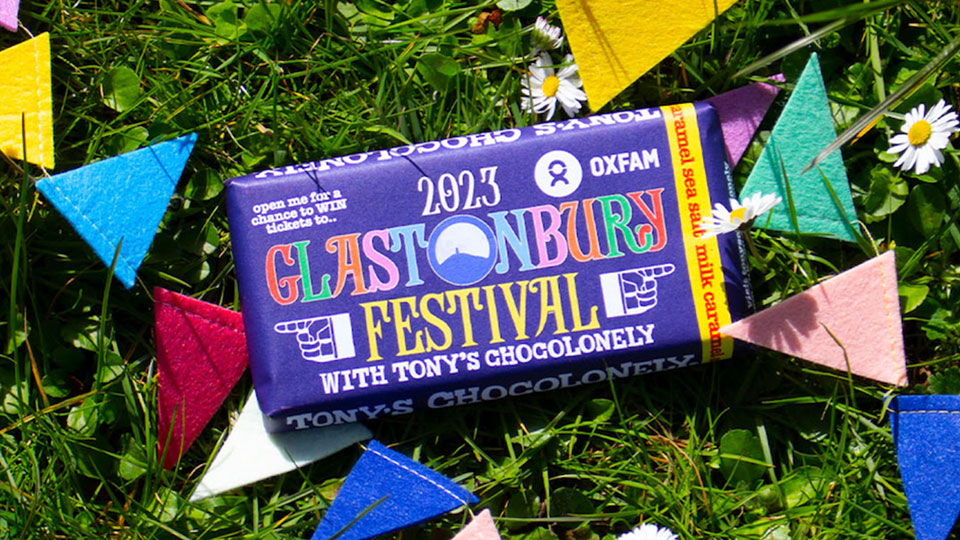 TONY'S CHOCOLONELY
open me for a
chance to WIN
tickets to..
2023
OXFAM
GLASTONBURY
FESTIVAL
WITH TONY'S CHOCOLONELY
TONY'S CHOCOLONELY
caramel sea salt milk caramel